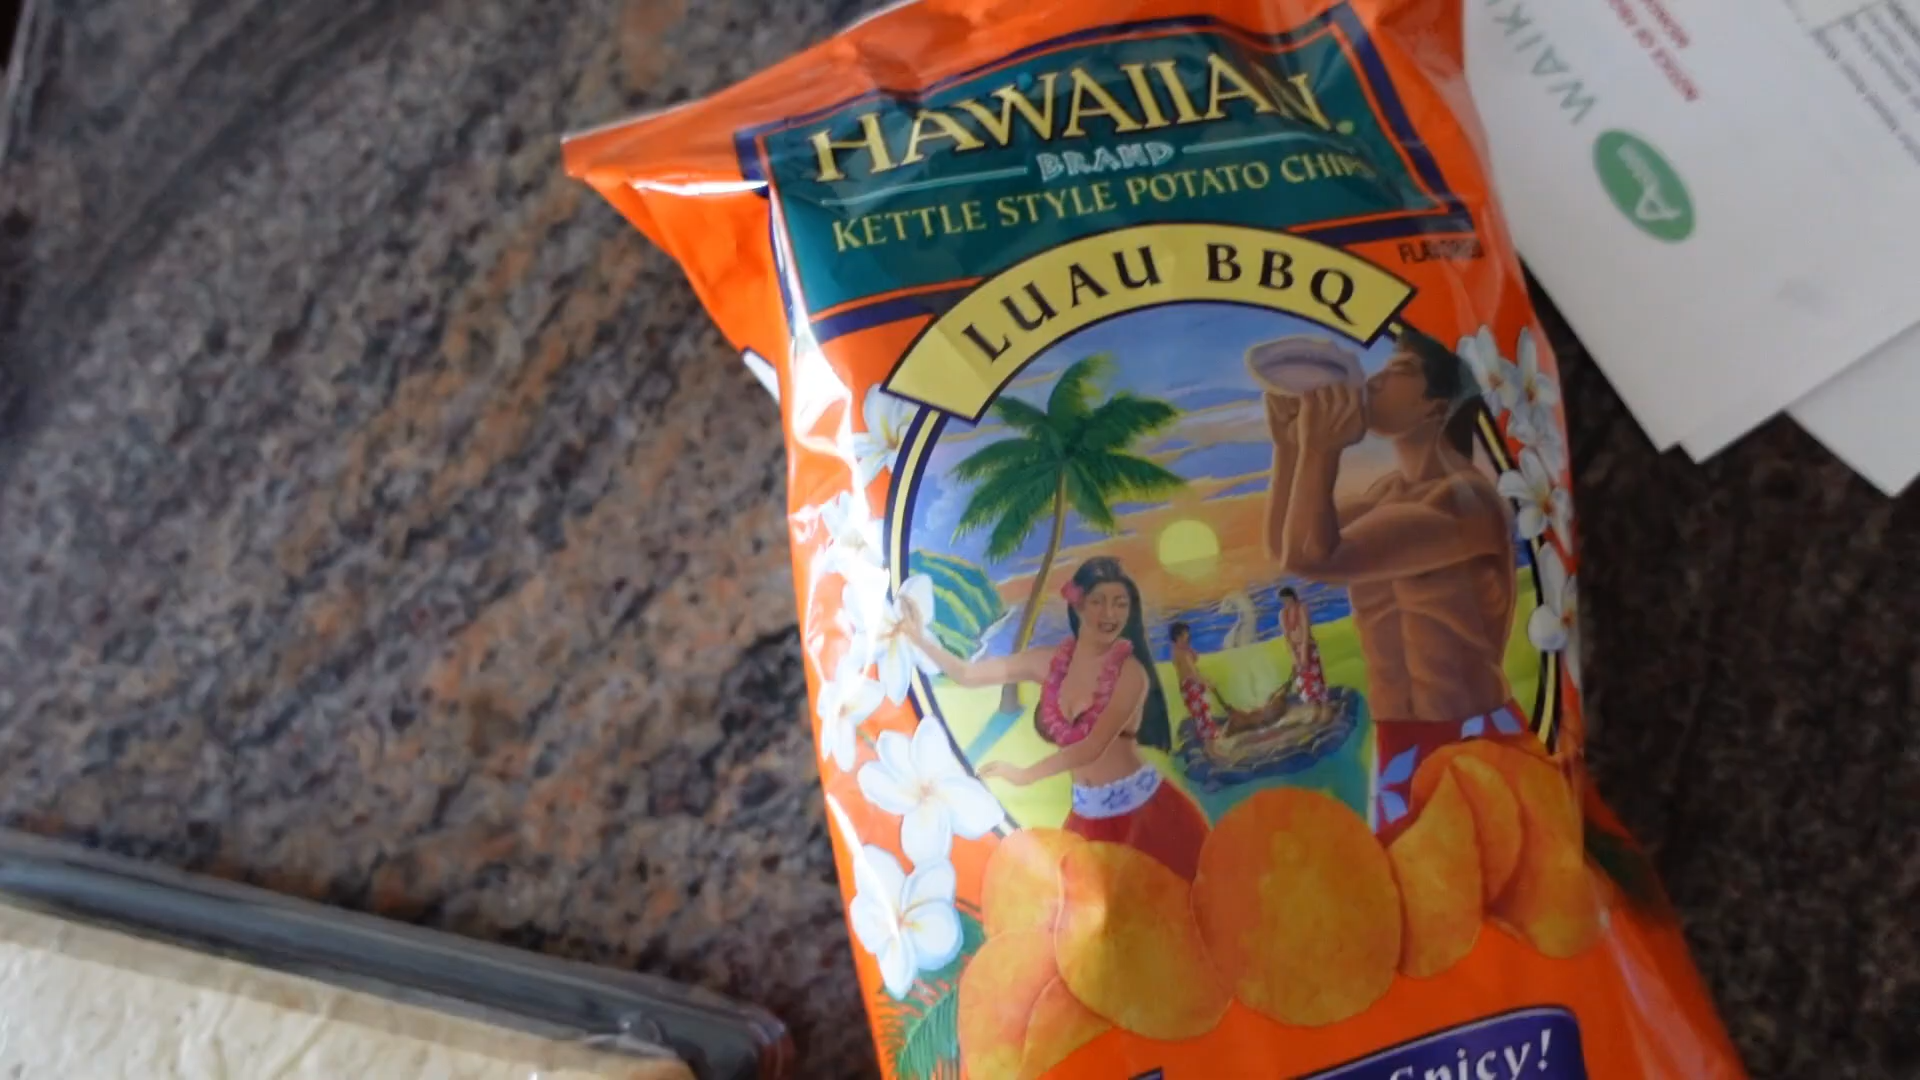 HAWAIIAN
BRAND
KETTLE STYLE POTATO CHIPS
FLAVORED
LUAU BBQ
Spicy!
WAIK